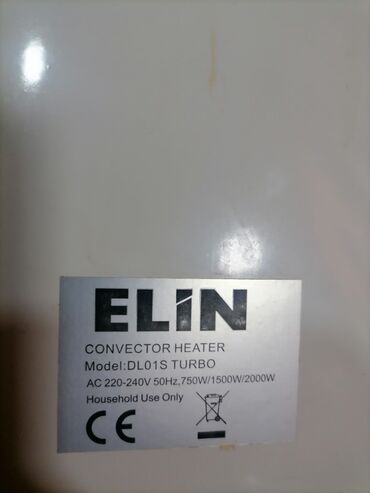 ELiN
CONVECTOR HEATER
Model:DL01S TURBO
AC 220-240V 50Hz,750W/1500W/2000W
Household Use Only
CE